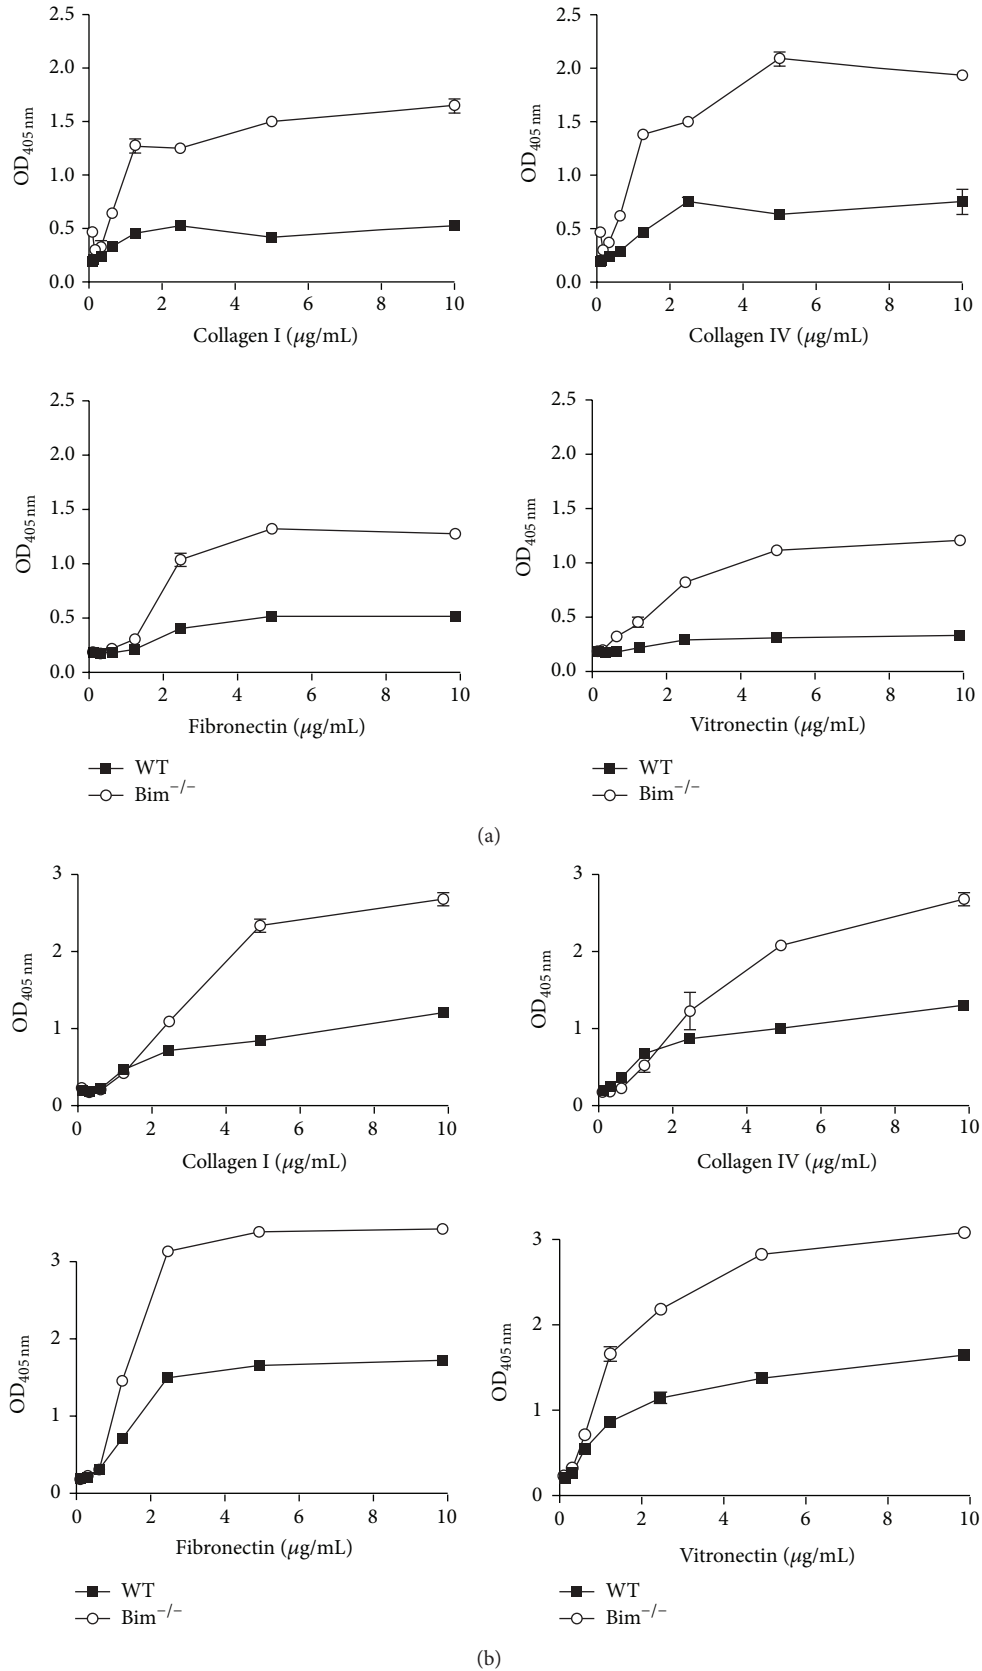 2.5
2.0
1.5
1.0
0.5
0.0
OD405 nm
0 2 4 6 8 10
Collagen I (μg/mL)
2.5
2.0
1.5
1.0
0.5
0.0
OD405 nm
0 2 4 6 8 10
Collagen IV (μg/mL)
2.5
2.0
1.5
1.0
0.5
0.0
OD405 nm
0 2 4 6 8 10
Fibronectin (μg/mL)
WT
Bim−/−
2.5
2.0
1.5
1.0
0.5
0.0
OD405 nm
0 2 4 6 8 10
Vitronectin (μg/mL)
WT
Bim−/−
(a)
3
2
1
0
OD405 nm
0 2 4 6 8 10
Collagen I (μg/mL)
3
2
1
0
OD405 nm
0 2 4 6 8 10
Collagen IV (μg/mL)
3
2
1
0
OD405 nm
0 2 4 6 8 10
Fibronectin (μg/mL)
WT
Bim−/−
3
2
1
0
OD405 nm
0 2 4 6 8 10
Vitronectin (μg/mL)
WT
Bim−/−
(b)